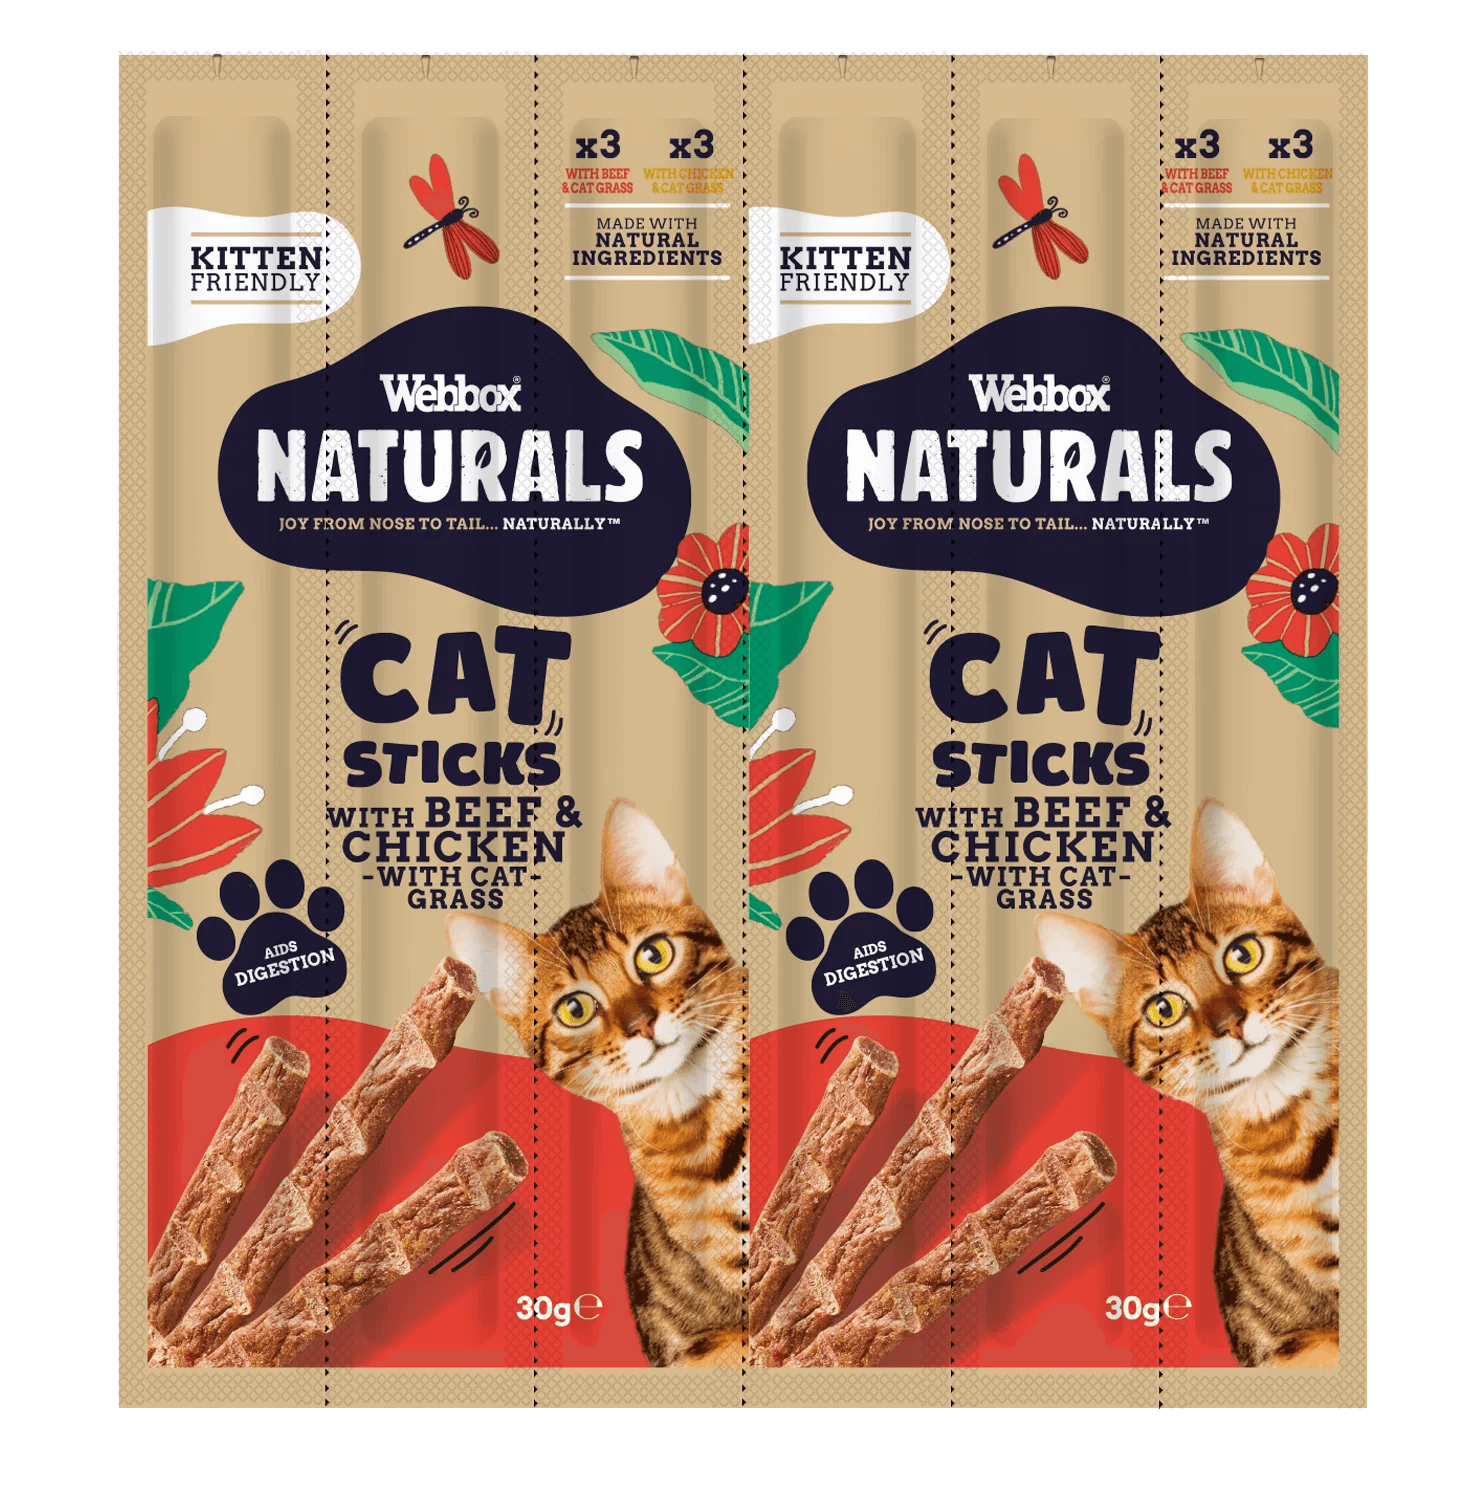 KITTEN
FRIENDLY
x3
WITH BEEF
& CAT GRASS
x3
WITH CHICKEN
& CAT GRASS
MADE WITH
NATURAL
INGREDIENTS
Webbox®
NATURALS
JOY FROM NOSE TO TAIL... NATURALLY™
CAT
STICKS
WITH BEEF &
CHICKEN
-WITH CAT-
GRASS
AIDS
DIGESTION
30g℮
KITTEN
FRIENDLY
x3
WITH BEEF
& CAT GRASS
x3
WITH CHICKEN
& CAT GRASS
MADE WITH
NATURAL
INGREDIENTS
Webbox®
NATURALS
JOY FROM NOSE TO TAIL... NATURALLY™
CAT
STICKS
WITH BEEF &
CHICKEN
-WITH CAT-
GRASS
AIDS
DIGESTION
30g℮